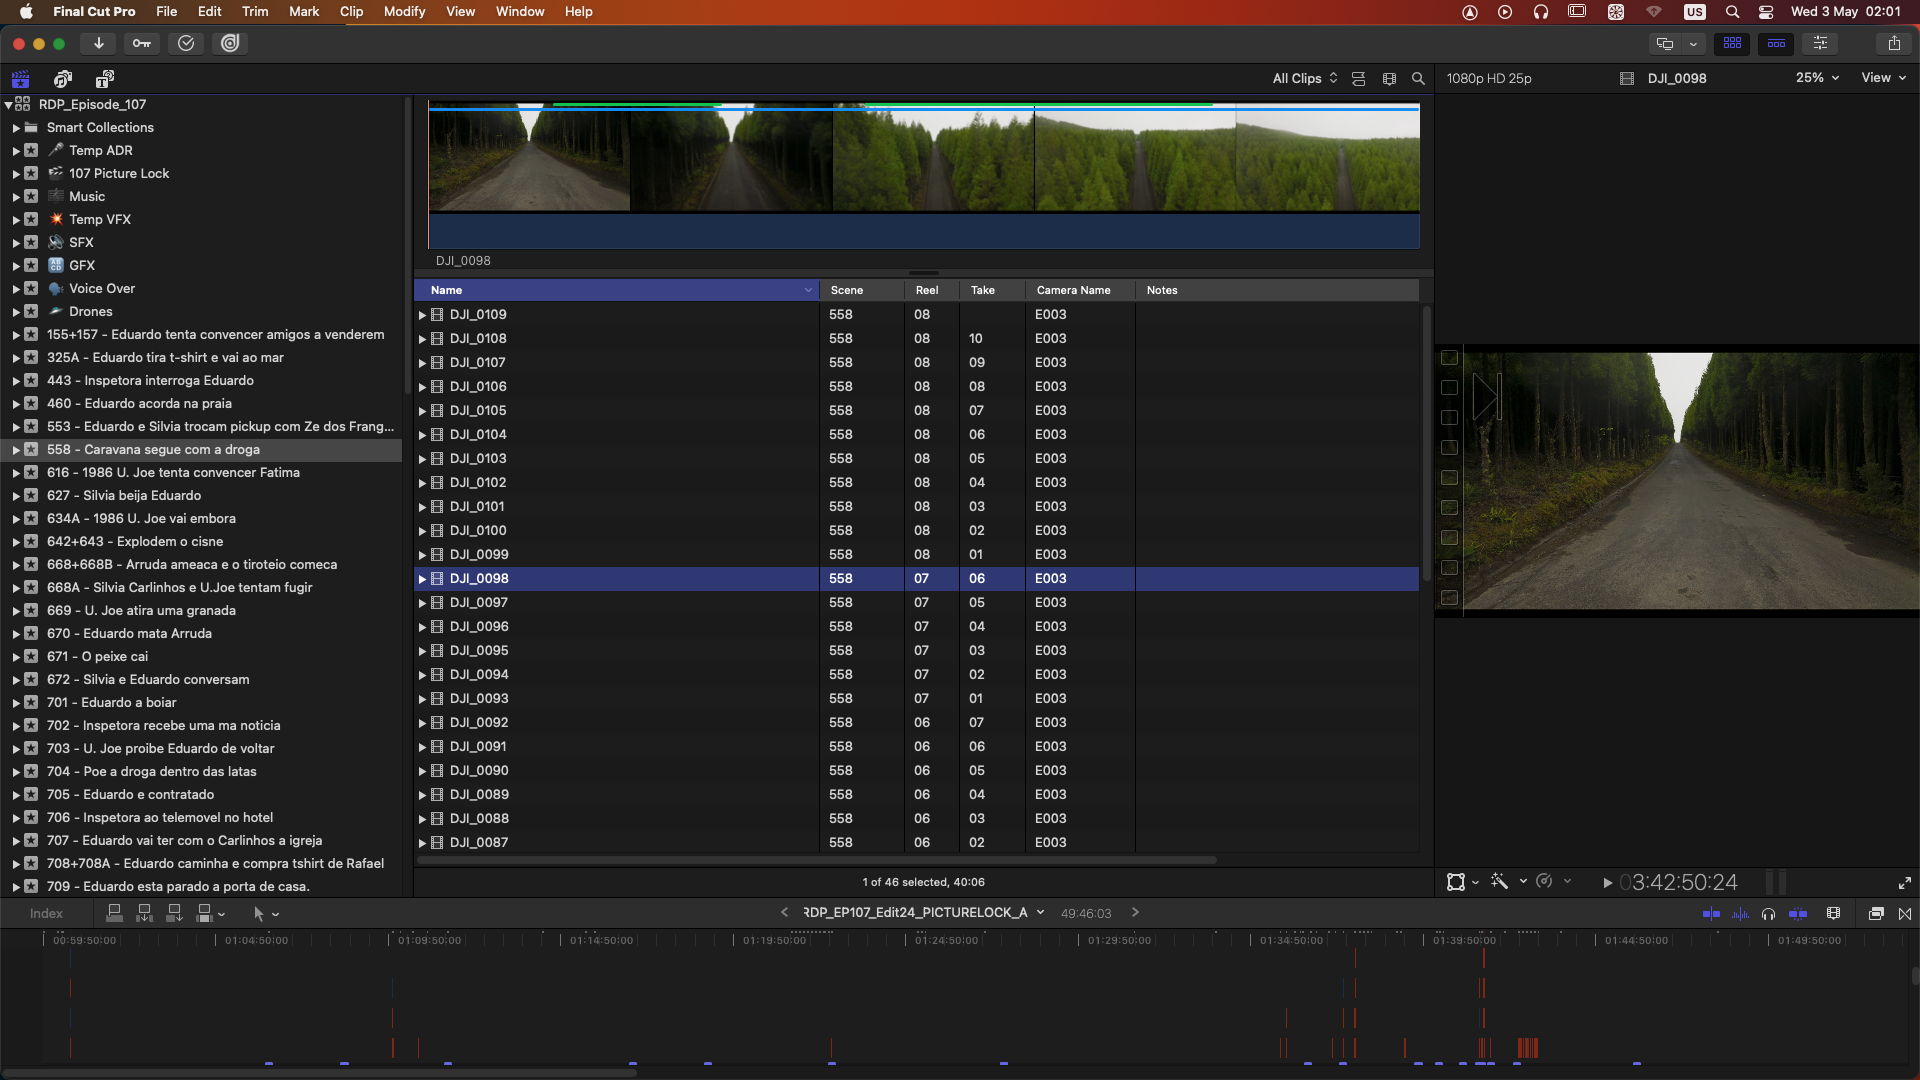 Final Cut Pro File Edit Trim Mark Clip Modify View Window Help US Wed 3 May 02:01
All Clips 1080p HD 25p DJI_0098 25% View
RDP_Episode_107
Smart Collections
Temp ADR
107 Picture Lock
Music
Temp VFX
SFX
GFX
Voice Over
Drones
155+157 - Eduardo tenta convencer amigos a venderem
325A - Eduardo tira t-shirt e vai ao mar
443 - Inspetora interroga Eduardo
460 - Eduardo acorda na praia
553 - Eduardo e Silvia trocam pickup com Ze dos Frang...
558 - Caravana segue com a droga
616 - 1986 U. Joe tenta convencer Fatima
627 - Silvia beija Eduardo
634A - 1986 U. Joe vai embora
642+643 - Explodem o cisne
668+668B - Arruda ameaca e o tiroteio comeca
668A - Silvia Carlinhos e U.Joe tentam fugir
669 - U. Joe atira uma granada
670 - Eduardo mata Arruda
671 - O peixe cai
672 - Silvia e Eduardo conversam
701 - Eduardo a boiar
702 - Inspetora recebe uma ma noticia
703 - U. Joe proibe Eduardo de voltar
704 - Poe a droga dentro das latas
705 - Eduardo e contratado
706 - Inspetora ao telemovel no hotel
707 - Eduardo vai ter com o Carlinhos a igreja
708+708A - Eduardo caminha e compra tshirt de Rafael
709 - Eduardo esta parado a porta de casa.
DJI_0098
Name Scene Reel Take Camera Name Notes
DJI_0109 558 08 E003
DJI_0108 558 08 10 E003
DJI_0107 558 08 09 E003
DJI_0106 558 08 08 E003
DJI_0105 558 08 07 E003
DJI_0104 558 08 06 E003
DJI_0103 558 08 05 E003
DJI_0102 558 08 04 E003
DJI_0101 558 08 03 E003
DJI_0100 558 08 02 E003
DJI_0099 558 08 01 E003
DJI_0098 558 07 06 E003
DJI_0097 558 07 05 E003
DJI_0096 558 07 04 E003
DJI_0095 558 07 03 E003
DJI_0094 558 07 02 E003
DJI_0093 558 07 01 E003
DJI_0092 558 06 07 E003
DJI_0091 558 06 06 E003
DJI_0090 558 06 05 E003
DJI_0089 558 06 04 E003
DJI_0088 558 06 03 E003
DJI_0087 558 06 02 E003
1 of 46 selected, 40:06
03:42:50:24
Index RDP_EP107_Edit24_PICTURELOCK_A 49:46:03
00:59:50:00 01:04:50:00 01:09:50:00 01:14:50:00 01:19:50:00 01:24:50:00 01:29:50:00 01:34:50:00 01:39:50:00 01:44:50:00 01:49:50:00